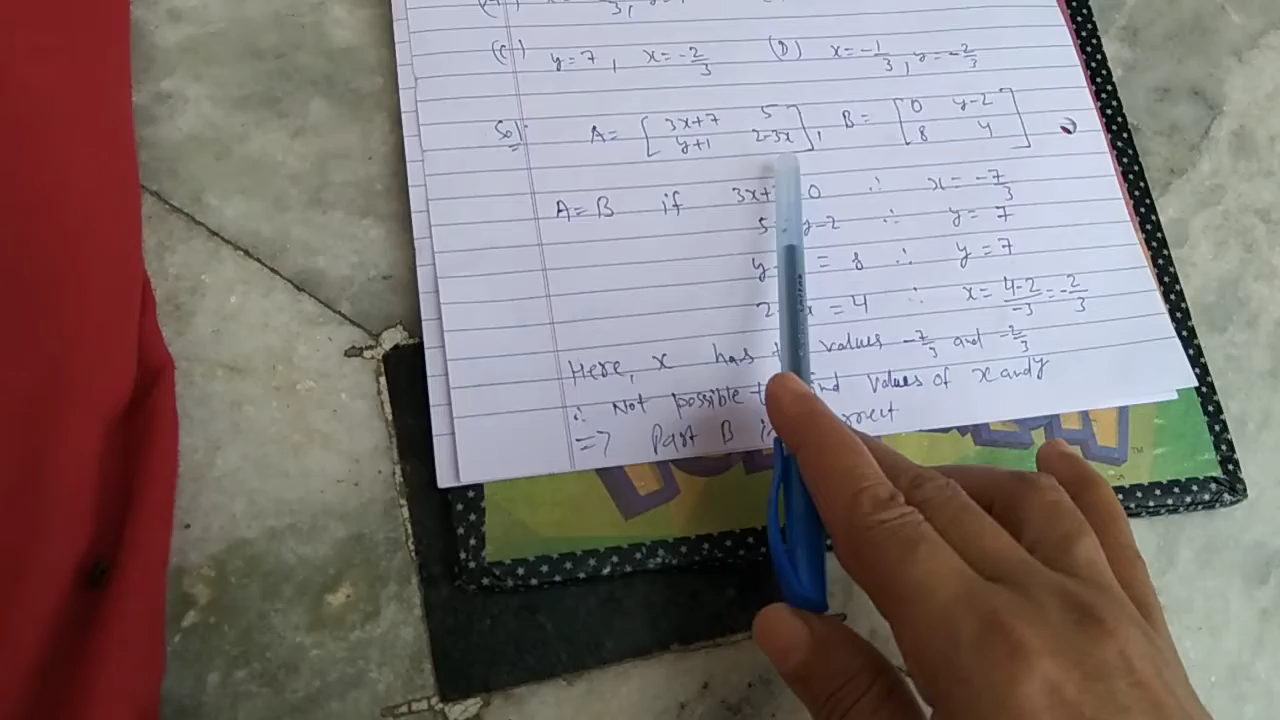 (C) y=7, x=-2/3 (D) x=-1/3, y=-2/3
Sol: A= [3x+7 5
y+1 2-3x], B= [0 y-2
8 4]
A=B if 3x+ 0 ∴ x= -7/3
5 = y-2 ∴ y= 7
y = 8 ∴ y=7
2 x = 4 ∴ x= 4-2/-3 = -2/3
Here, x has values -7/3 and -2/3
∴ Not possible find values of x and y
=> Part B is